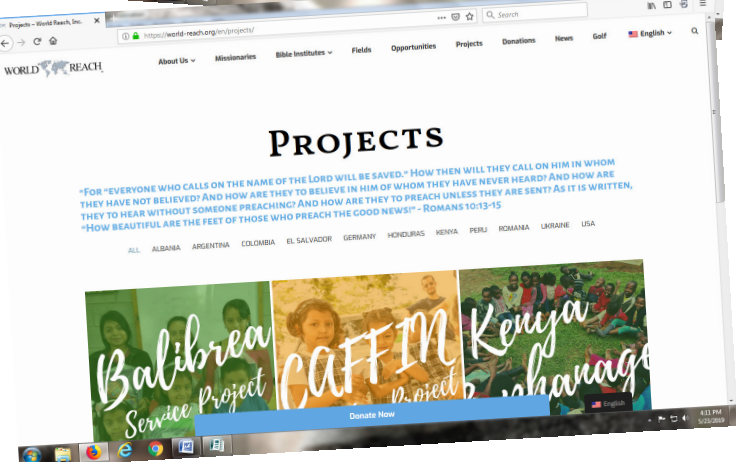 Projects – World Reach, Inc.
https://world-reach.org/en/projects/
Search
WORLD REACH
About Us
Missionaries
Bible Institutes
Fields
Opportunities
Projects
Donations
News
Golf
English
PROJECTS
"FOR "EVERYONE WHO CALLS ON THE NAME OF THE LORD WILL BE SAVED." HOW THEN WILL THEY CALL ON HIM IN WHOM
THEY HAVE NOT BELIEVED? AND HOW ARE THEY TO BELIEVE IN HIM OF WHOM THEY HAVE NEVER HEARD? AND HOW ARE
THEY TO HEAR WITHOUT SOMEONE PREACHING? AND HOW ARE THEY TO PREACH UNLESS THEY ARE SENT? AS IT IS WRITTEN,
"HOW BEAUTIFUL ARE THE FEET OF THOSE WHO PREACH THE GOOD NEWS!" - ROMANS 10:13-15
ALL ALBANIA ARGENTINA COLOMBIA EL SALVADOR GERMANY HONDURAS KENYA PERU ROMANIA UKRAINE USA
Balibrea
Service Project
CAFFIN
Project
Kenya
Orphanage
Donate Now
English
4:11 PM